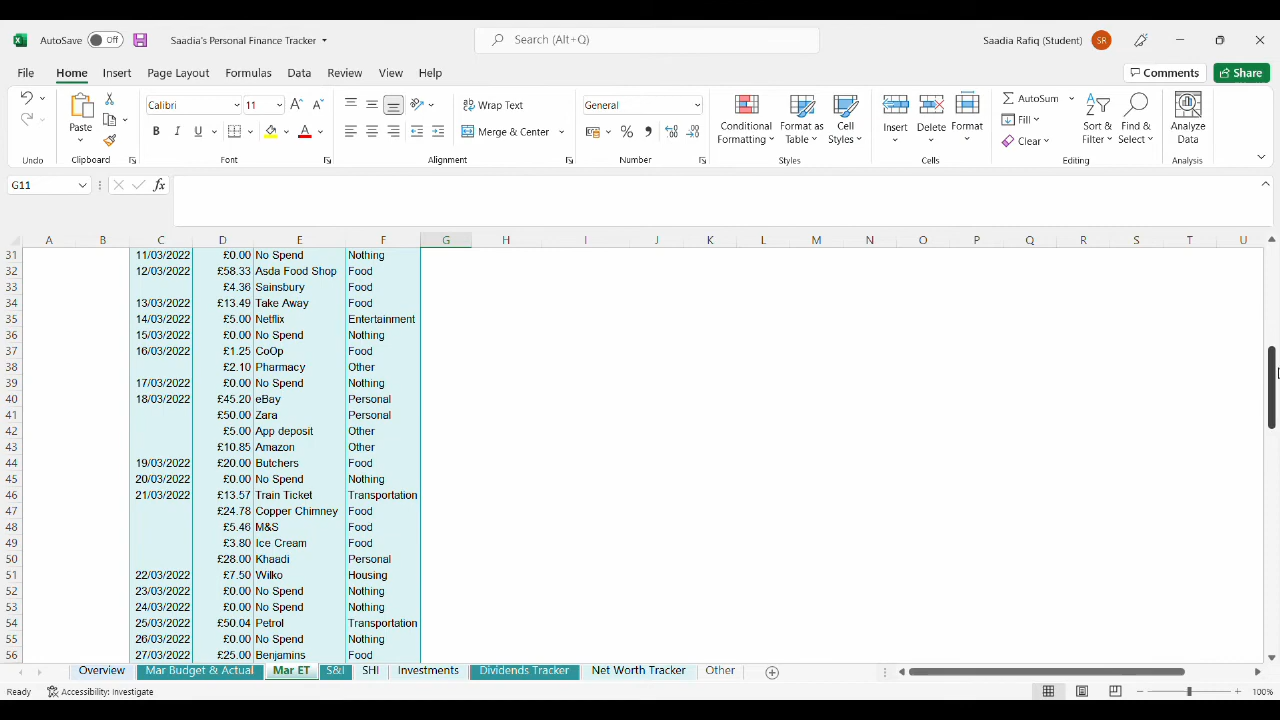 AutoSave Off Saadia's Personal Finance Tracker Search (Alt+Q) Saadia Rafiq (Student) SR
File Home Insert Page Layout Formulas Data Review View Help Comments Share
Calibri 11 Wrap Text General AutoSum
Paste Merge & Center Conditional Formatting Format as Table Cell Styles Insert Delete Format Fill Sort & Filter Find & Select Analyze Data
Clear
Undo Clipboard Font Alignment Number Styles Cells Editing Analysis
G11 fx
A B C D E F G H I J K L M N O P Q R S T U
31 11/03/2022 £0.00 No Spend Nothing
32 12/03/2022 £58.33 Asda Food Shop Food
33 £4.36 Sainsbury Food
34 13/03/2022 £13.49 Take Away Food
35 14/03/2022 £5.00 Netflix Entertainment
36 15/03/2022 £0.00 No Spend Nothing
37 16/03/2022 £1.25 CoOp Food
38 £2.10 Pharmacy Other
39 17/03/2022 £0.00 No Spend Nothing
40 18/03/2022 £45.20 eBay Personal
41 £50.00 Zara Personal
42 £5.00 App deposit Other
43 £10.85 Amazon Other
44 19/03/2022 £20.00 Butchers Food
45 20/03/2022 £0.00 No Spend Nothing
46 21/03/2022 £13.57 Train Ticket Transportation
47 £24.78 Copper Chimney Food
48 £5.46 M&S Food
49 £3.80 Ice Cream Food
50 £28.00 Khaadi Personal
51 22/03/2022 £7.50 Wilko Housing
52 23/03/2022 £0.00 No Spend Nothing
53 24/03/2022 £0.00 No Spend Nothing
54 25/03/2022 £50.04 Petrol Transportation
55 26/03/2022 £0.00 No Spend Nothing
56 27/03/2022 £25.00 Benjamins Food
Overview Mar Budget & Actual Mar ET S&I SHI Investments Dividends Tracker Net Worth Tracker Other
Ready Accessibility: Investigate 100%